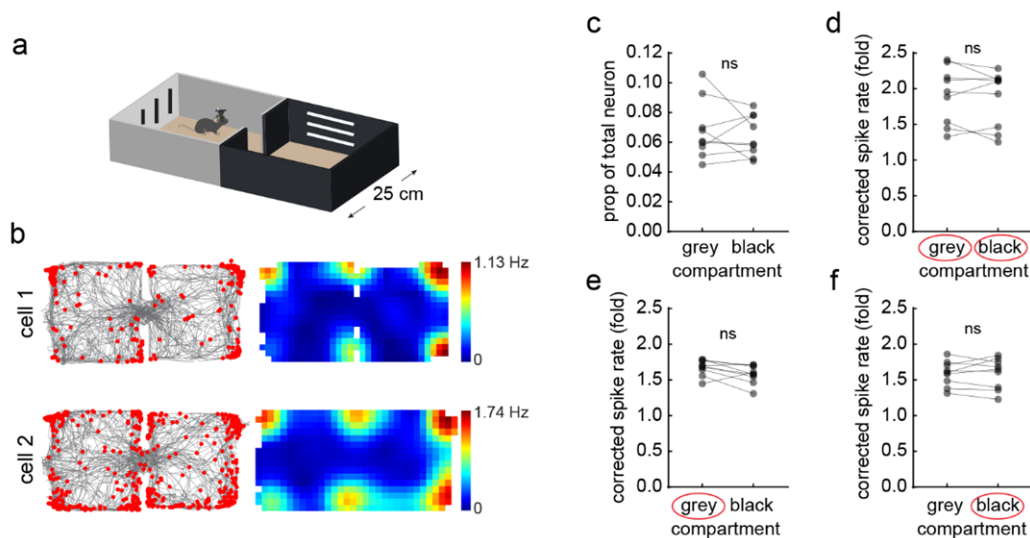 a
25 cm
b
cell 1
1.13 Hz
0
cell 2
1.74 Hz
0
c
prop of total neuron
0.12
0.10
0.08
0.06
0.04
0.02
0.00
ns
grey black
compartment
d
corrected spike rate (fold)
2.5
2.0
1.5
1.0
0.5
0.0
ns
grey black
compartment
e
corrected spike rate (fold)
2.5
2.0
1.5
1.0
0.5
0.0
ns
grey black
compartment
f
corrected spike rate (fold)
2.5
2.0
1.5
1.0
0.5
0.0
ns
grey black
compartment